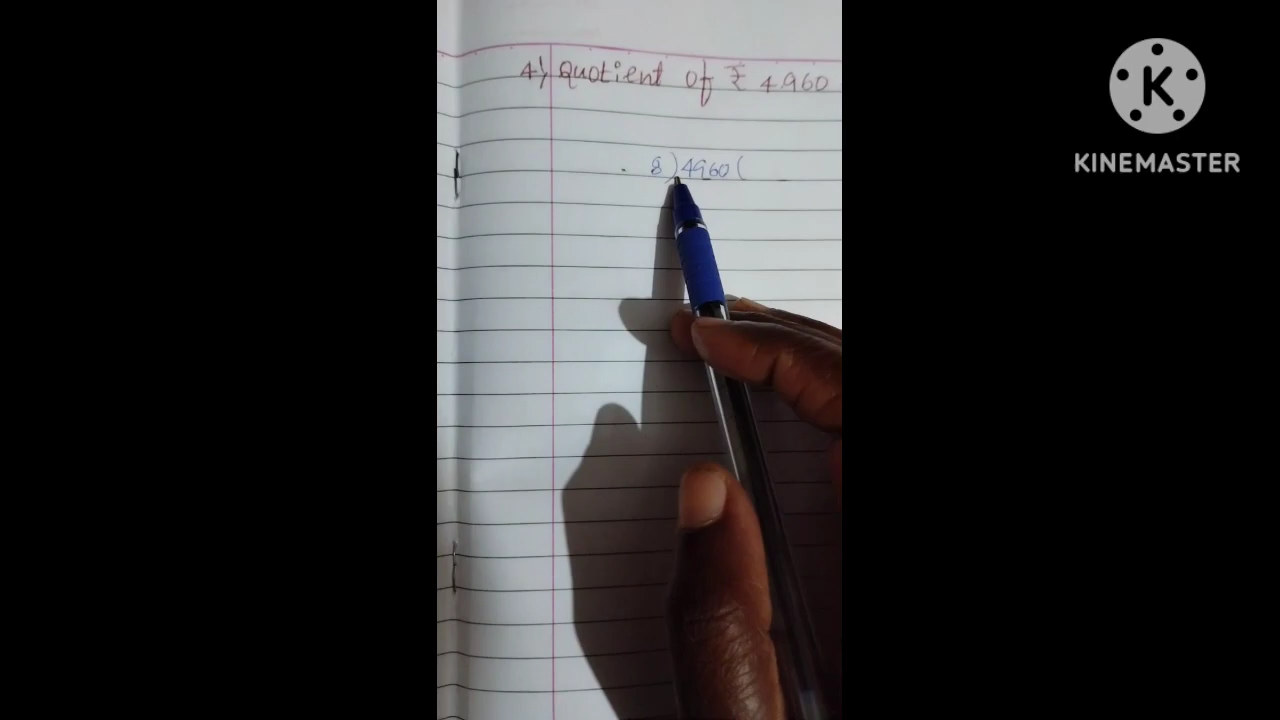 4) Quotient of ₹ 4960
8)4960(
K
KINEMASTER